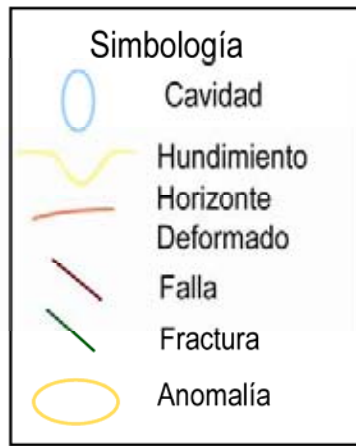 Simbología
Cavidad
Hundimiento
Horizonte
Deformado
Falla
Fractura
Anomalía